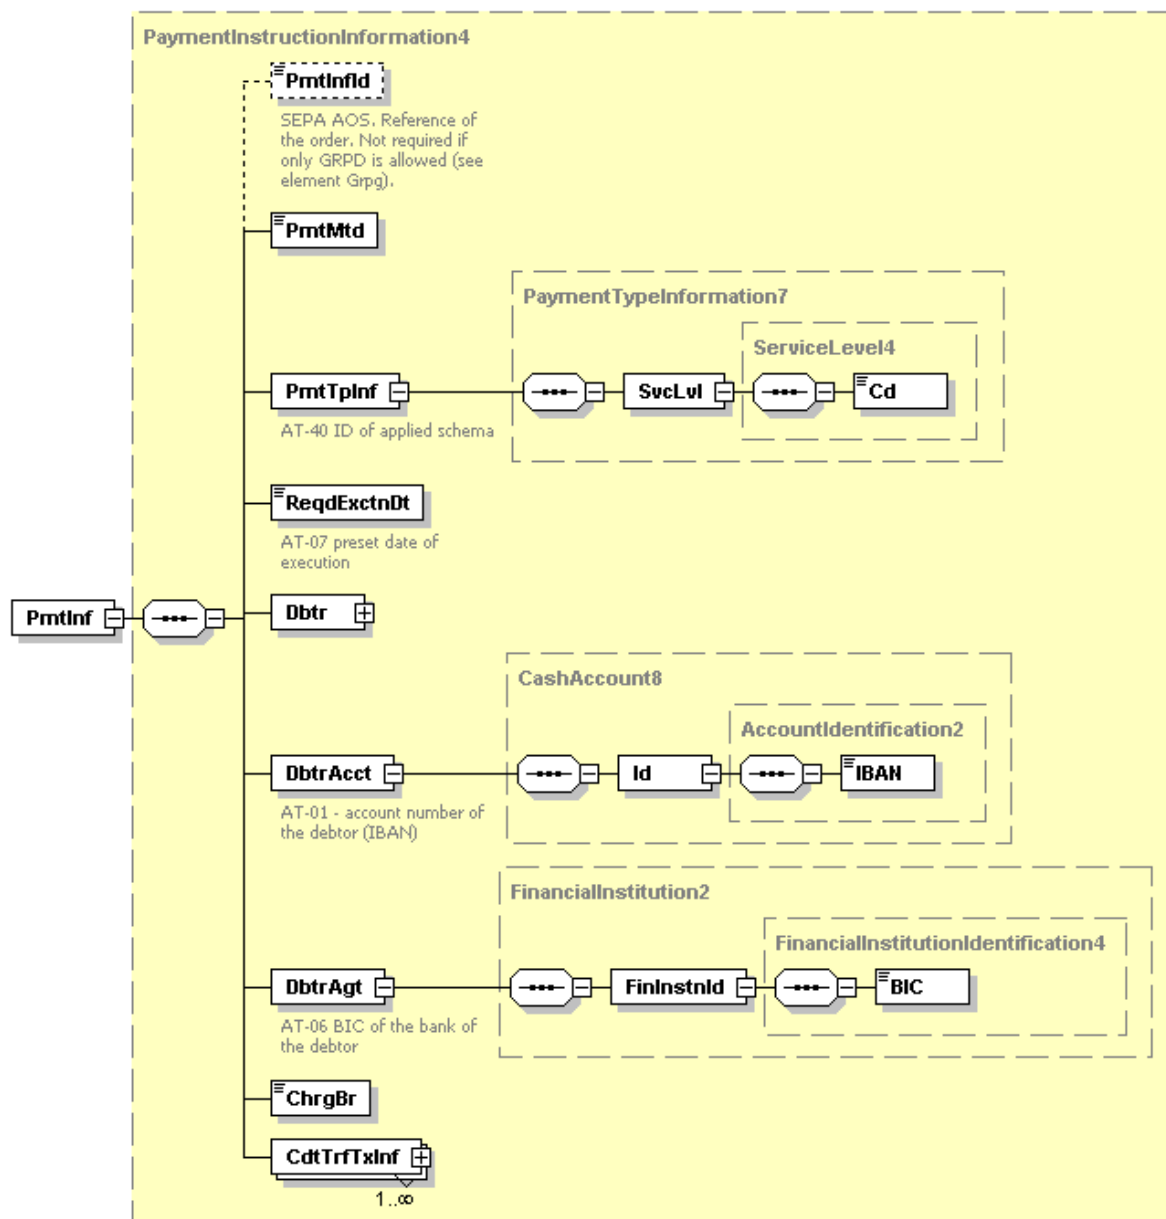 PaymentInstructionInformation4
PmtInfId
SEPA AOS. Reference of
the order. Not required if
only GRPD is allowed (see
element Grpg).
PmtMtd
PaymentTypeInformation7
ServiceLevel4
PmtTpInf
SvcLvl
Cd
AT-40 ID of applied schema
ReqdExctnDt
AT-07 preset date of
execution
PmtInf
Dbtr
CashAccount8
AccountIdentification2
DbtrAcct
Id
IBAN
AT-01 - account number of
the debtor (IBAN)
FinancialInstitution2
FinancialInstitutionIdentification4
DbtrAgt
FinInstnId
BIC
AT-06 BIC of the bank of
the debtor
ChrgBr
CdtTrfTxInf
1..∞